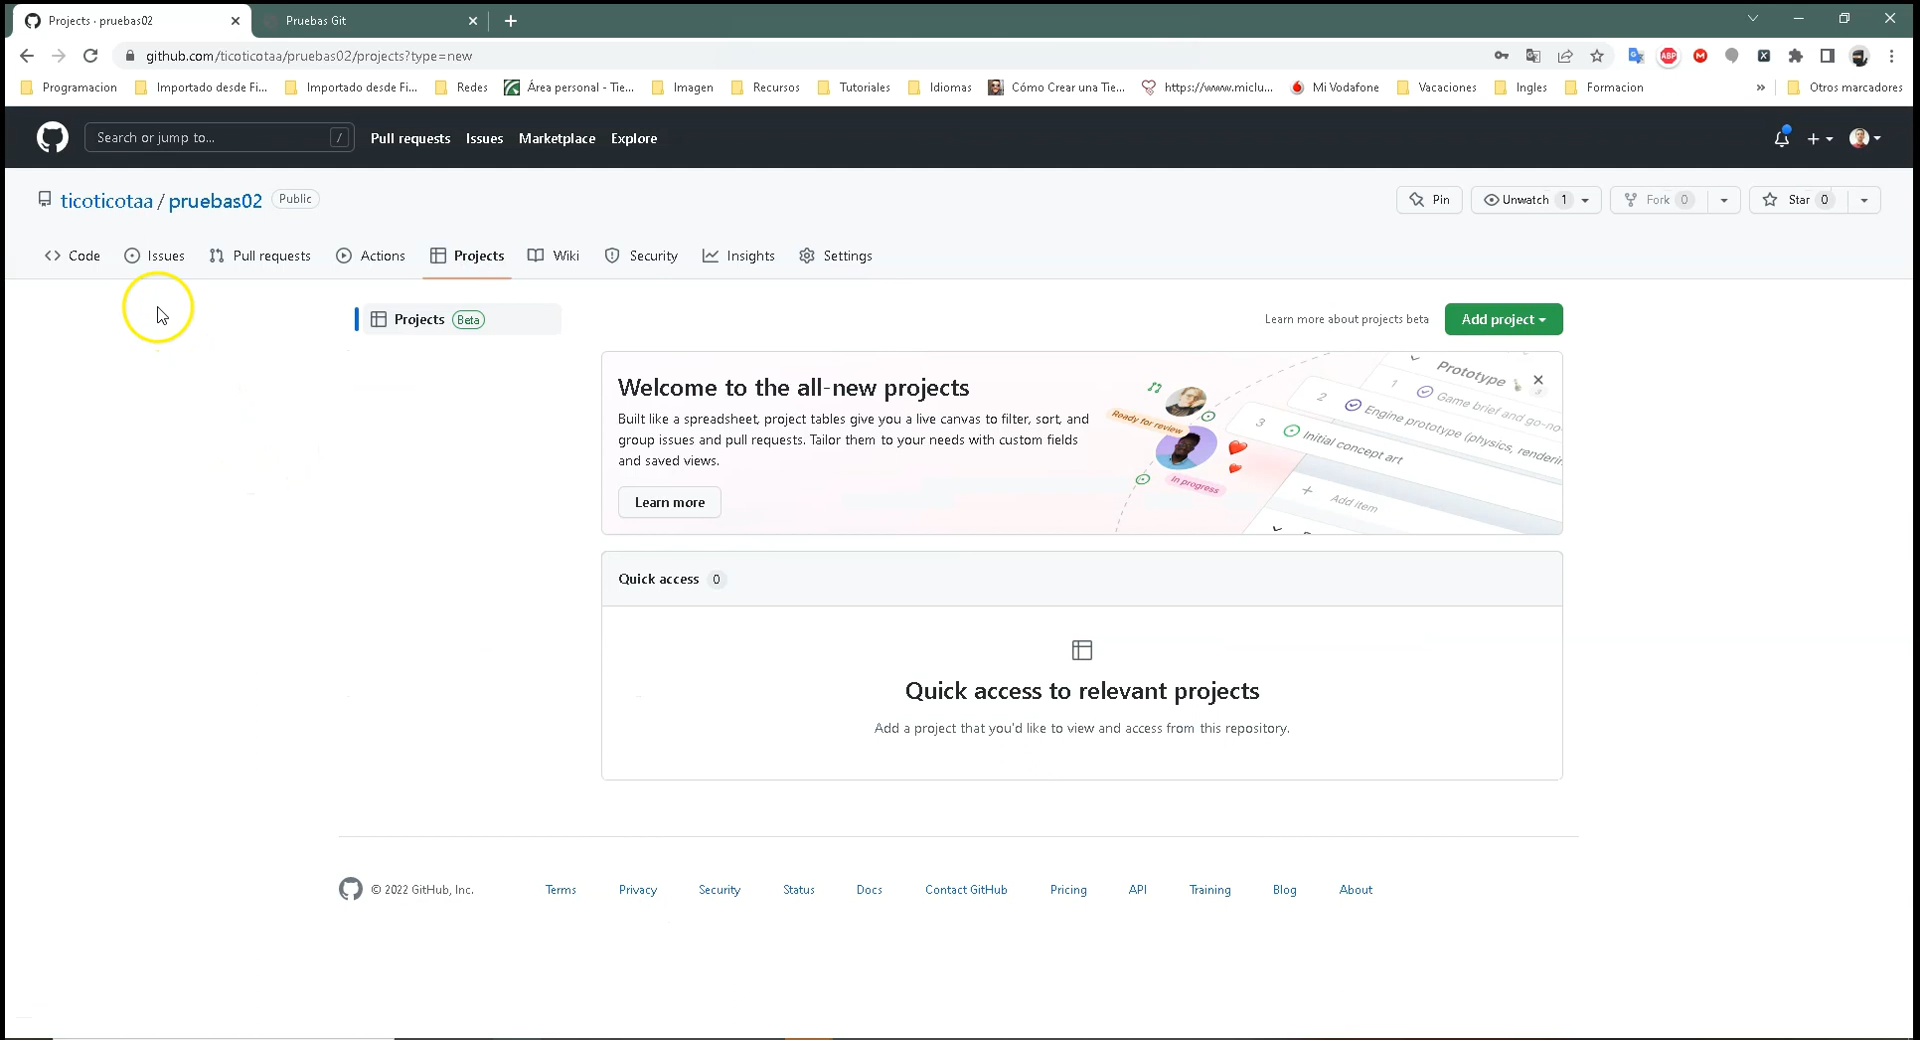 Projects · pruebas02
Pruebas Git
github.com/ticoticotaa/pruebas02/projects?type=new
Programacion Importado desde Fi... Importado desde Fi... Redes Área personal - Tie... Imagen Recursos Tutoriales Idiomas Cómo Crear una Tie... https://www.miclu... Mi Vodafone Vacaciones Ingles Formacion » Otros marcadores
Search or jump to... / Pull requests Issues Marketplace Explore
ticoticotaa / pruebas02 Public
Pin Unwatch 1 Fork 0 Star 0
Code Issues Pull requests Actions Projects Wiki Security Insights Settings
Projects Beta
Learn more about projects beta Add project
Welcome to the all-new projects
Built like a spreadsheet, project tables give you a live canvas to filter, sort, and
group issues and pull requests. Tailor them to your needs with custom fields
and saved views.
Learn more
Ready for review
In progress
Prototype 3
1 Game brief and go-no-
2 Engine prototype (physics, renderin
3 Initial concept art
+ Add item
Quick access 0
Quick access to relevant projects
Add a project that you'd like to view and access from this repository.
© 2022 GitHub, Inc. Terms Privacy Security Status Docs Contact GitHub Pricing API Training Blog About